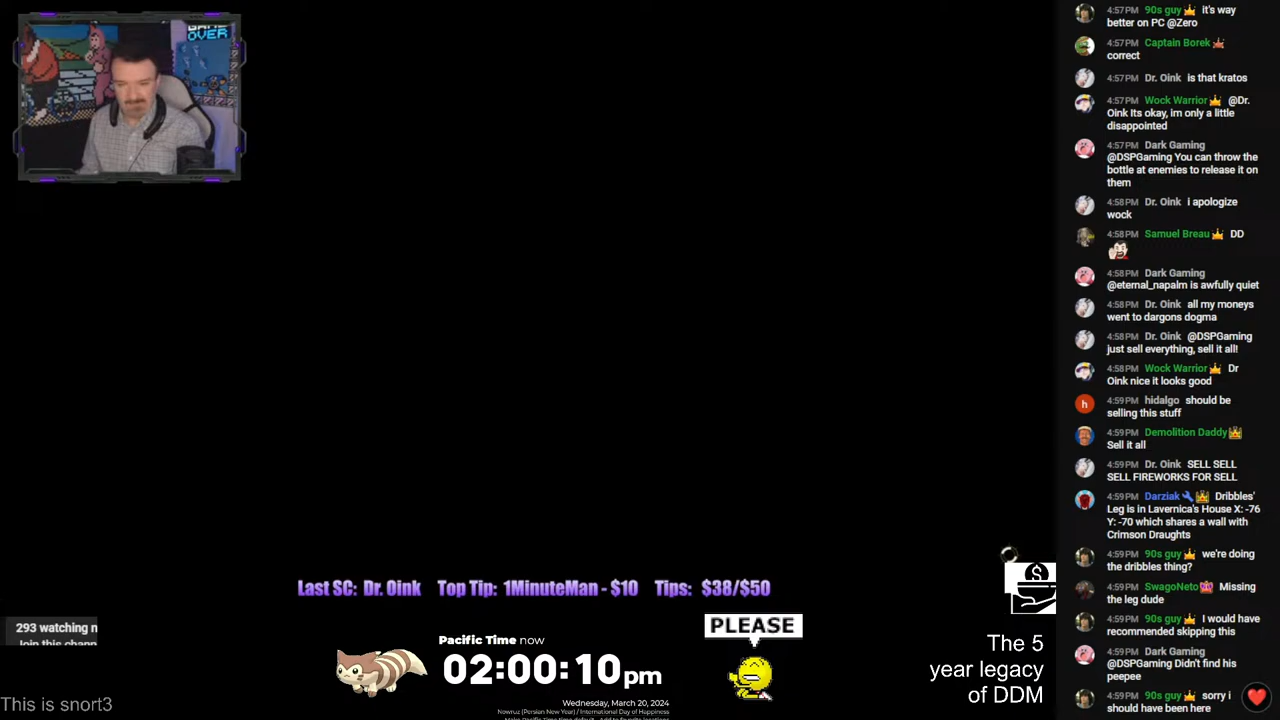 GAME
OVER
Last SC: Dr. Oink Top Tip: 1MinuteMan - $10 Tips: $38/$50
293 watching n
Pacific Time now
02:00:10pm
Wednesday, March 20, 2024
Nowruz (Persian New Year) / International Day of Happiness
PLEASE
The 5
year legacy
of DDM
This is snort3
4:57PM 90s guy it's way
better on PC @Zero
4:57PM Captain Borek
correct
4:57PM Dr. Oink is that kratos
4:57PM Wock Warrior @Dr.
Oink Its okay, im only a little
disappointed
4:57PM Dark Gaming
@DSPGaming You can throw the
bottle at enemies to release it on
them
4:58PM Dr. Oink i apologize
wock
4:58PM Samuel Breau DD
4:58PM Dark Gaming
@eternal_napalm is awfully quiet
4:58PM Dr. Oink all my moneys
went to dargons dogma
4:58PM Dr. Oink @DSPGaming
just sell everything, sell it all!
4:58PM Wock Warrior Dr
Oink nice it looks good
4:59PM hidalgo should be
selling this stuff
4:59PM Demolition Daddy
Sell it all
4:59PM Dr. Oink SELL SELL
SELL FIREWORKS FOR SELL
4:59PM Darziak Dribbles'
Leg is in Lavernica's House X: -76
Y: -70 which shares a wall with
Crimson Draughts
4:59PM 90s guy we're doing
the dribbles thing?
4:59PM SwagoNeto Missing
the leg dude
4:59PM 90s guy I would have
recommended skipping this
4:59PM Dark Gaming
@DSPGaming Didn't find his
peepee
4:59PM 90s guy sorry i
should have been here